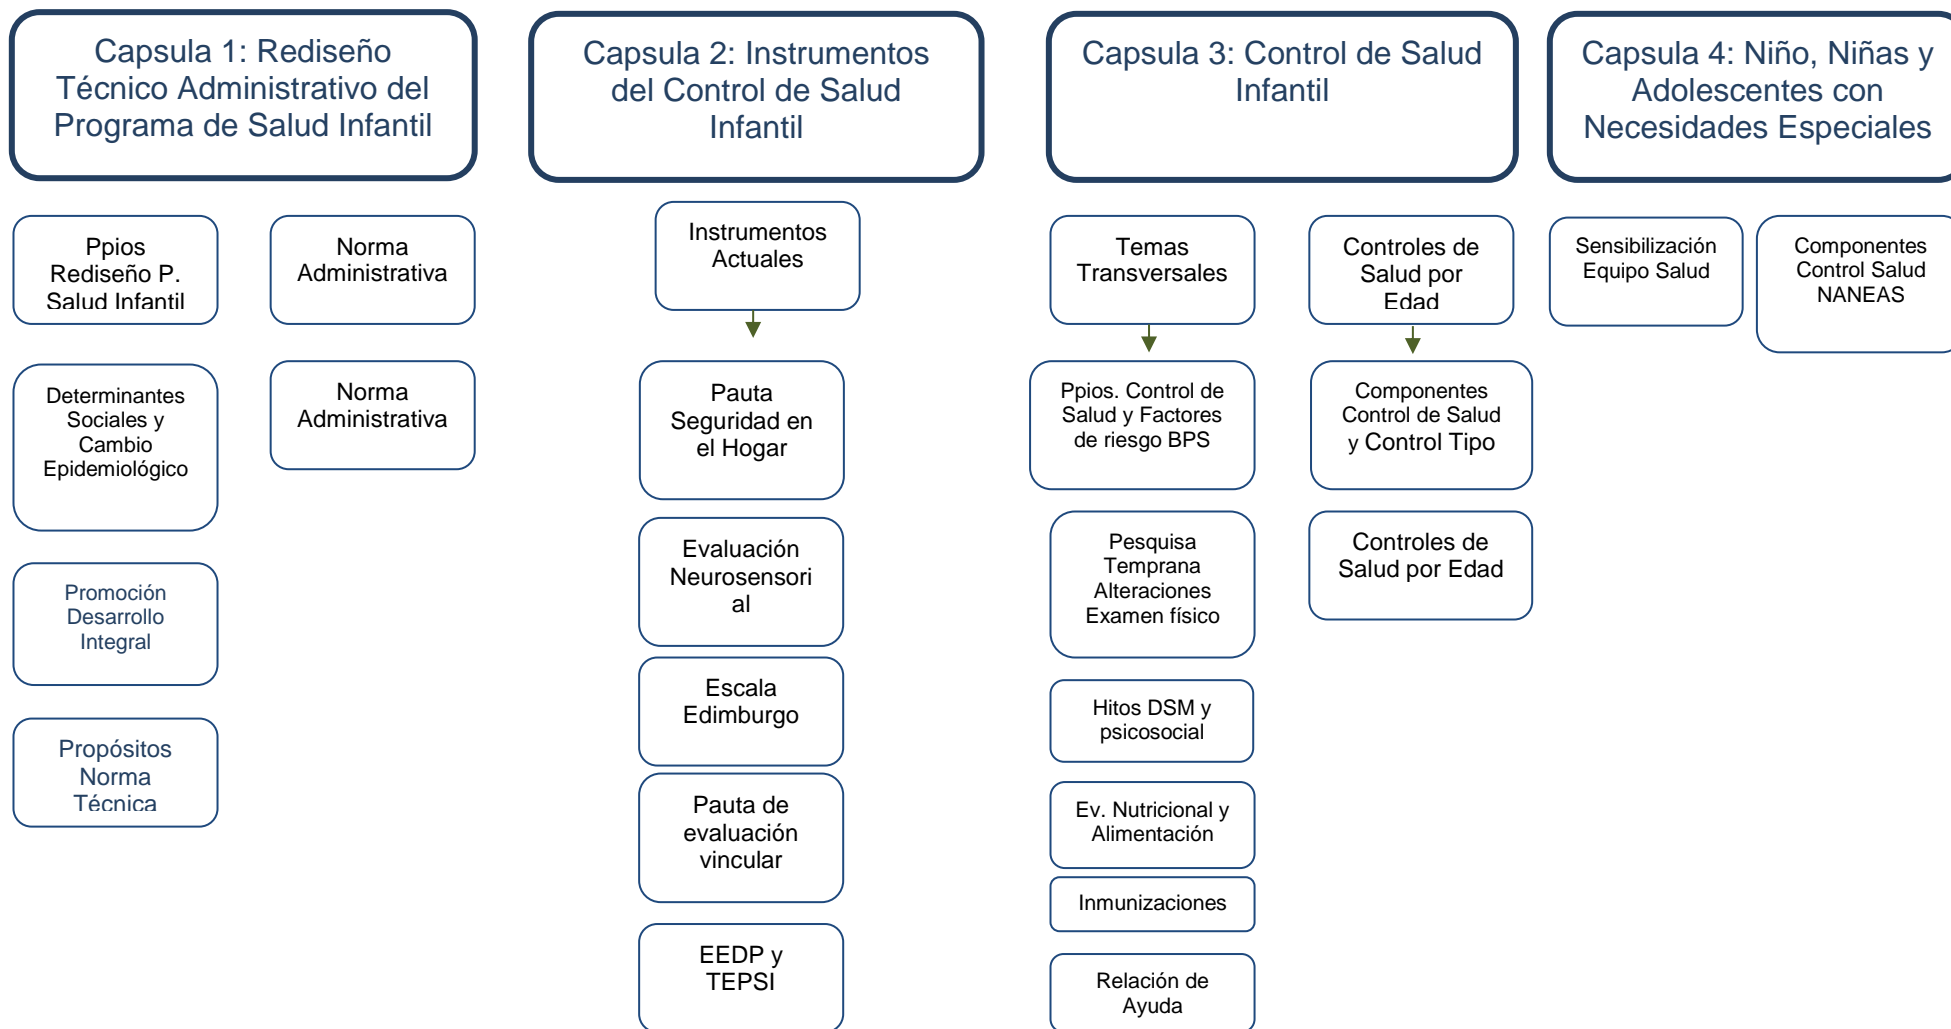 Capsula 1: Rediseño
Técnico Administrativo del
Programa de Salud Infantil
Capsula 2: Instrumentos
del Control de Salud
Infantil
Capsula 3: Control de Salud
Infantil
Capsula 4: Niño, Niñas y
Adolescentes con
Necesidades Especiales
Ppios
Rediseño P.
Salud Infantil
Norma
Administrativa
Instrumentos
Actuales
Temas
Transversales
Controles de
Salud por
Edad
Sensibilización
Equipo Salud
Componentes
Control Salud
NANEAS
Determinantes
Sociales y
Cambio
Epidemiológico
Norma
Administrativa
Pauta
Seguridad en
el Hogar
Ppios. Control de
Salud y Factores
de riesgo BPS
Componentes
Control de Salud
y Control Tipo
Promoción
Desarrollo
Integral
Evaluación
Neurosensori
al
Pesquisa
Temprana
Alteraciones
Examen físico
Controles de
Salud por Edad
Propósitos
Norma
Técnica
Escala
Edimburgo
Hitos DSM y
psicosocial
Pauta de
evaluación
vincular
Ev. Nutricional y
Alimentación
Inmunizaciones
EEDP y
TEPSI
Relación de
Ayuda